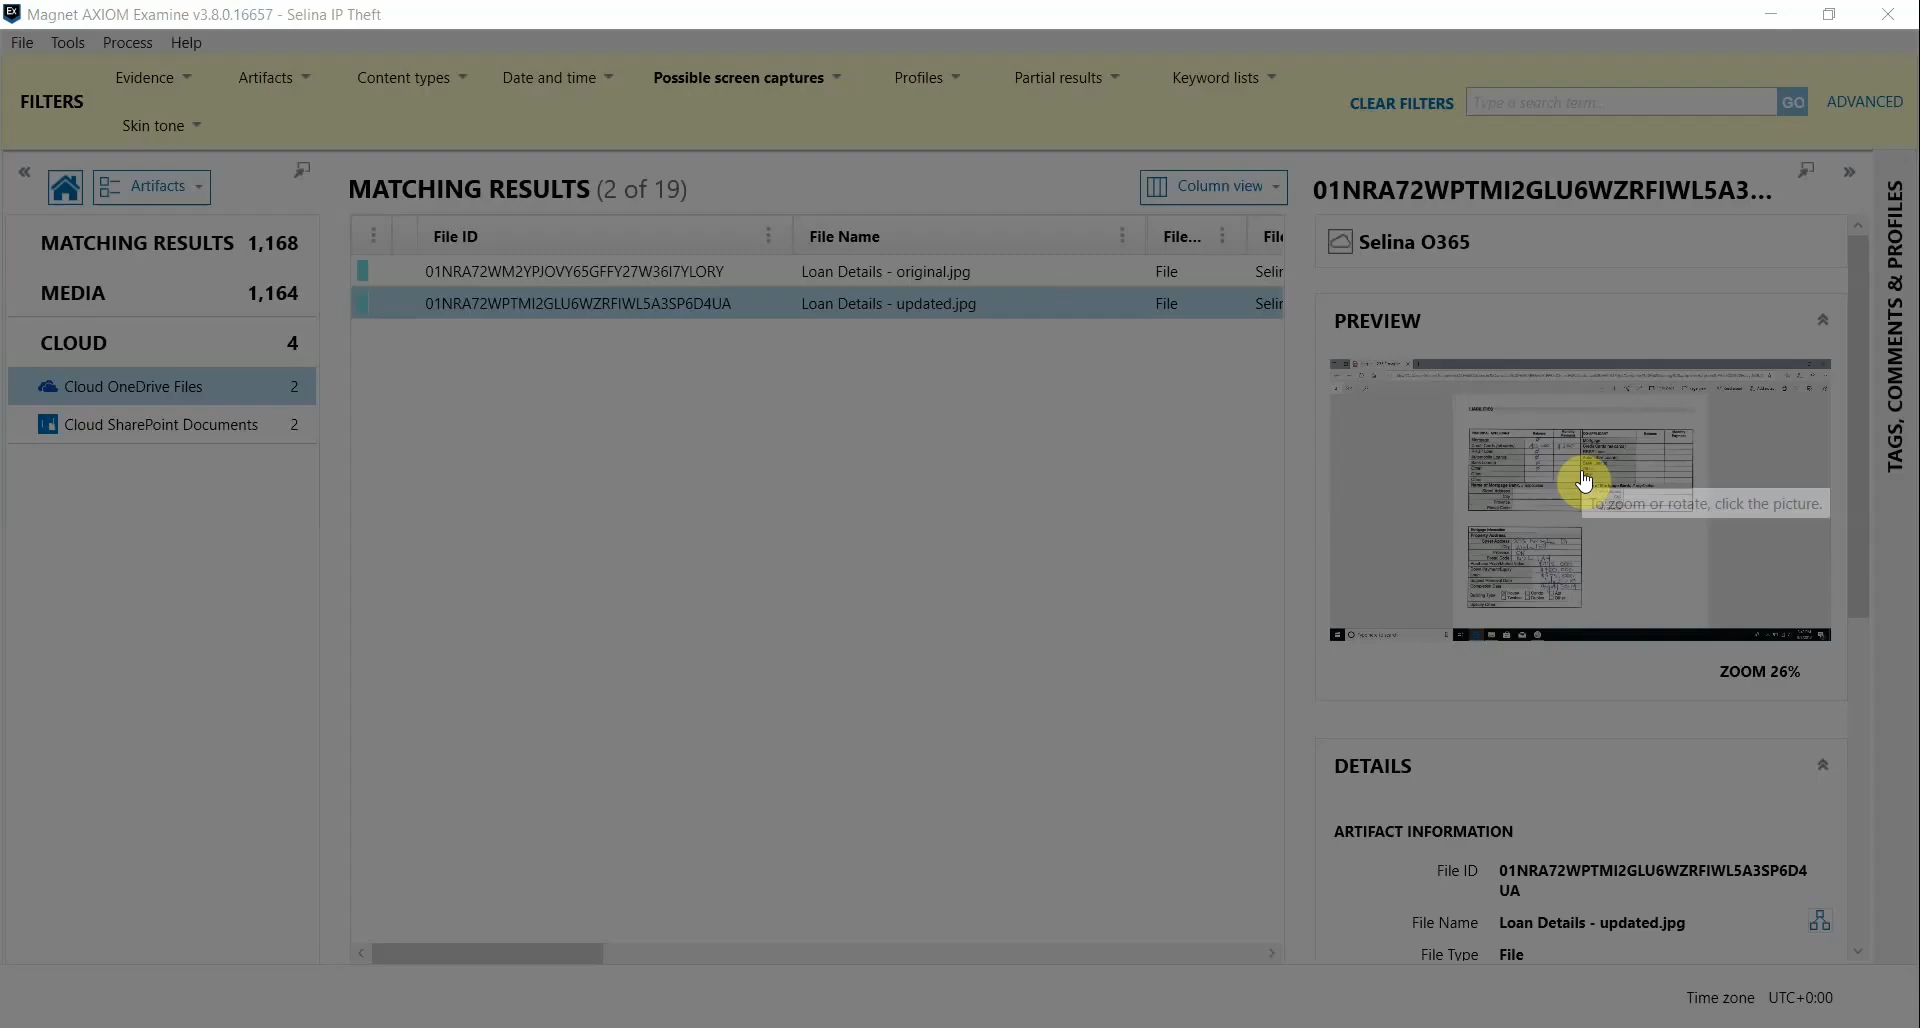 Magnet AXIOM Examine v3.8.0.16657 - Selina IP Theft
File Tools Process Help
FILTERS
Evidence
Artifacts
Content types
Date and time
Possible screen captures
Profiles
Partial results
Keyword lists
Skin tone
CLEAR FILTERS
Type a search term...
GO
ADVANCED
Artifacts
MATCHING RESULTS 1,168
MEDIA 1,164
CLOUD 4
Cloud OneDrive Files 2
Cloud SharePoint Documents 2
MATCHING RESULTS (2 of 19)
Column view
File ID File Name File... File
01NRA72WM2YPJOVY65GFFY27W36I7YLORY Loan Details - original.jpg File Selin
01NRA72WPTMI2GLU6WZRFIWL5A3SP6D4UA Loan Details - updated.jpg File Selin
01NRA72WPTMI2GLU6WZRFIWL5A3...
Selina O365
PREVIEW
LIABILITIES
To zoom or rotate, click the picture.
ZOOM 26%
DETAILS
ARTIFACT INFORMATION
File ID 01NRA72WPTMI2GLU6WZRFIWL5A3SP6D4
UA
File Name Loan Details - updated.jpg
File Type File
TAGS, COMMENTS & PROFILES
Time zone UTC+0:00